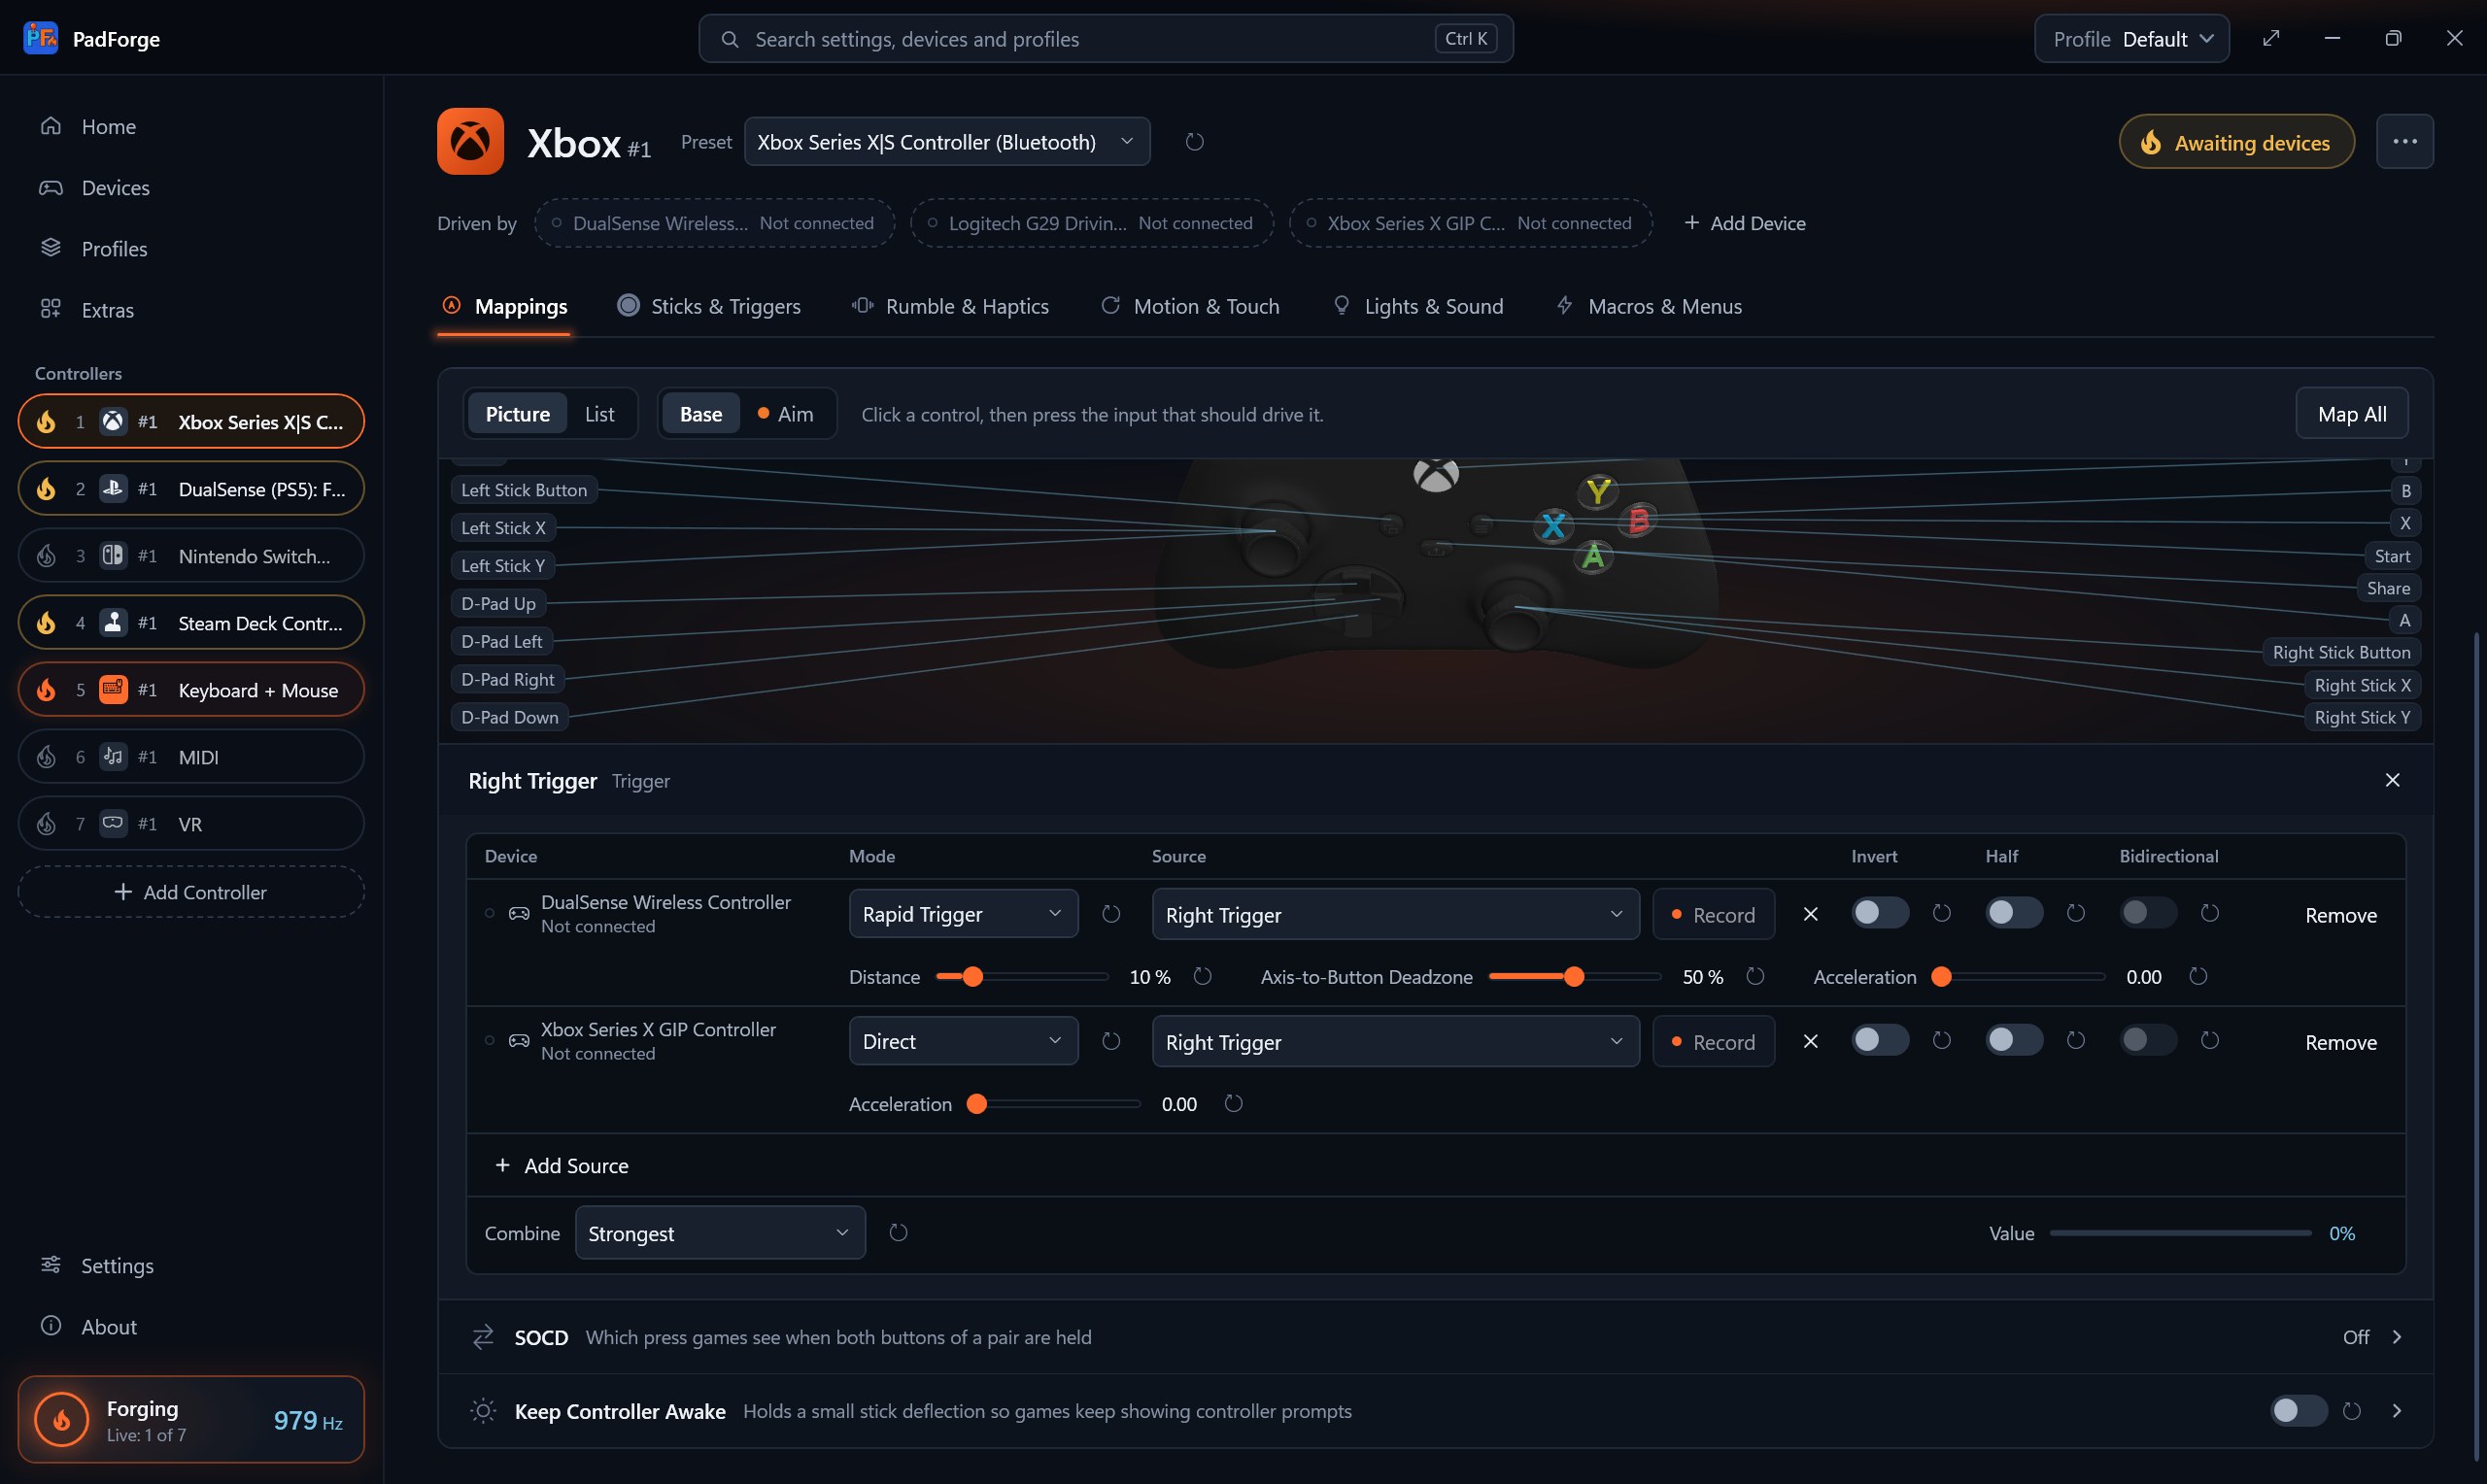 PF
PadForge
Search settings, devices and profiles
Ctrl K
Profile Default
Home
Devices
Profiles
Extras
Controllers
1 #1 Xbox Series X|S C...
2 #1 DualSense (PS5): F...
3 #1 Nintendo Switch...
4 #1 Steam Deck Contr...
5 #1 Keyboard + Mouse
6 #1 MIDI
7 #1 VR
+ Add Controller
Settings
About
Forging
Live: 1 of 7
979 Hz
Xbox #1
Preset
Xbox Series X|S Controller (Bluetooth)
Awaiting devices
Driven by
DualSense Wireless... Not connected
Logitech G29 Drivin... Not connected
Xbox Series X GIP C... Not connected
+ Add Device
Mappings
Sticks & Triggers
Rumble & Haptics
Motion & Touch
Lights & Sound
Macros & Menus
Picture
List
Base
Aim
Click a control, then press the input that should drive it.
Map All
Left Stick Button
Left Stick X
Left Stick Y
D-Pad Up
D-Pad Left
D-Pad Right
D-Pad Down
Y
X
B
A
B
X
Start
Share
A
Right Stick Button
Right Stick X
Right Stick Y
Right Trigger Trigger
Device Mode Source Invert Half Bidirectional
DualSense Wireless Controller
Not connected
Rapid Trigger
Right Trigger
Record
Remove
Distance 10 % Axis-to-Button Deadzone 50 % Acceleration 0.00
Xbox Series X GIP Controller
Not connected
Direct
Right Trigger
Record
Remove
Acceleration 0.00
+ Add Source
Combine Strongest
Value 0%
SOCD Which press games see when both buttons of a pair are held
Off
Keep Controller Awake Holds a small stick deflection so games keep showing controller prompts